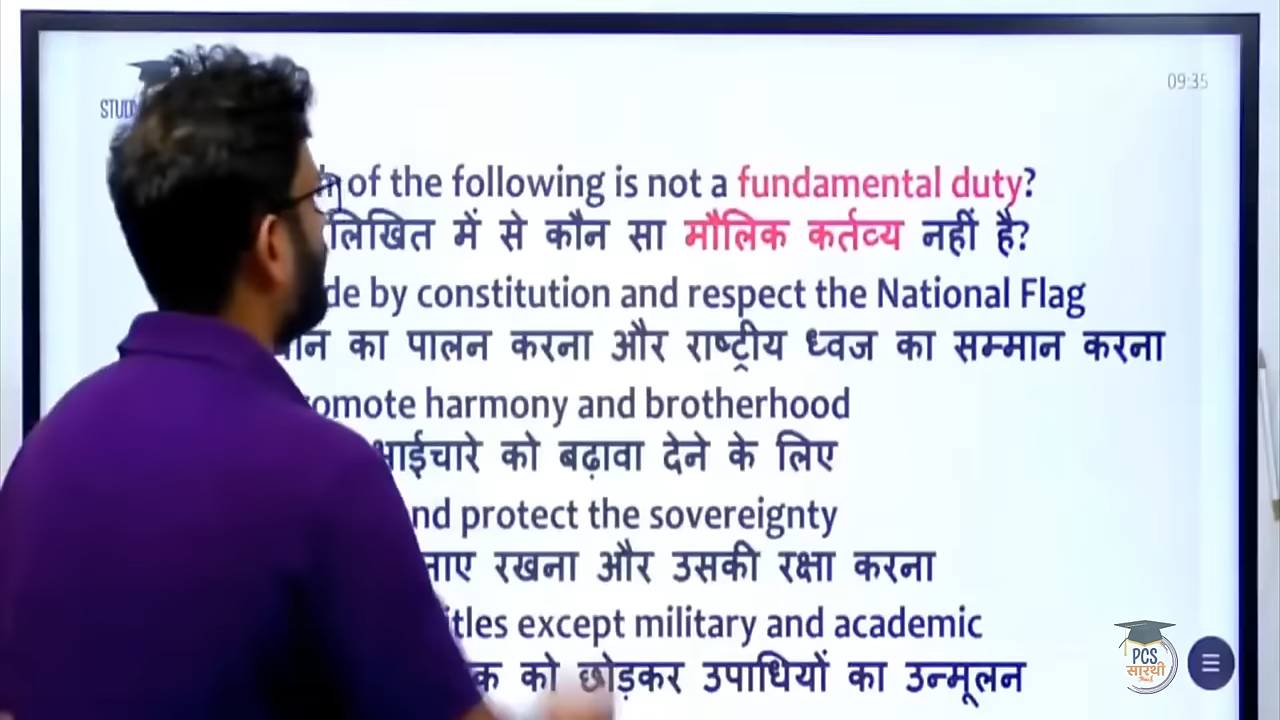 09:35
STUD
of the following is not a fundamental duty?
लिखित में से कौन सा मौलिक कर्तव्य नहीं है?
de by constitution and respect the National Flag
का पालन करना और राष्ट्रीय ध्वज का सम्मान करना
omote harmony and brotherhood
भाईचारे को बढ़ावा देने के लिए
nd protect the sovereignty
नाए रखना और उसकी रक्षा करना
itles except military and academic
क को छोड़कर उपाधियों का उन्मूलन
PCS
सारथी